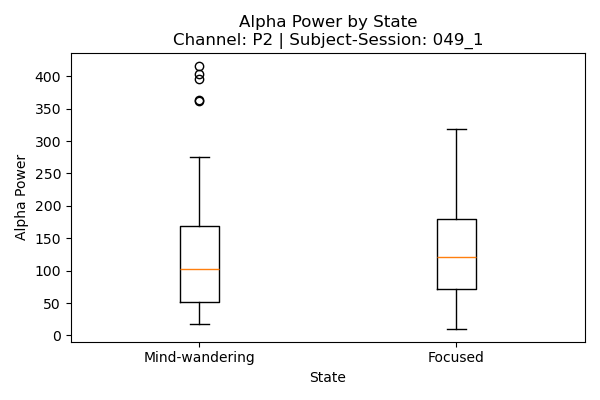 Alpha Power by State
Channel: P2 | Subject-Session: 049_1
400
350
300
250
200
150
100
50
0
Alpha Power
Mind-wandering
Focused
State